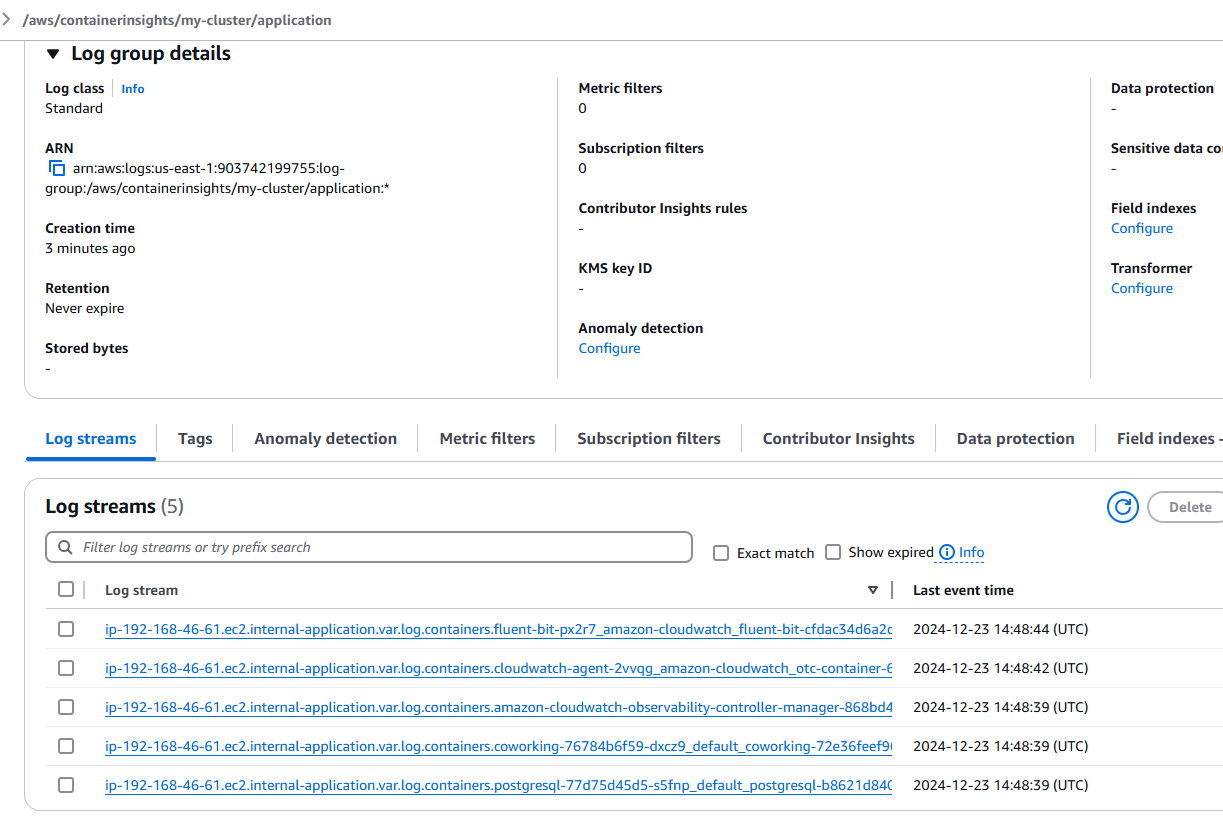 /aws/containerinsights/my-cluster/application
Log group details
Log class Info
Standard
ARN
arn:aws:logs:us-east-1:903742199755:log-
group:/aws/containerinsights/my-cluster/application:*
Creation time
3 minutes ago
Retention
Never expire
Stored bytes
-
Metric filters
0
Subscription filters
0
Contributor Insights rules
-
KMS key ID
-
Anomaly detection
Configure
Data protection
-
Sensitive data cou
-
Field indexes
Configure
Transformer
Configure
Log streams Tags Anomaly detection Metric filters Subscription filters Contributor Insights Data protection Field indexes -
Log streams (5)
Delete
Filter log streams or try prefix search
Exact match Show expired Info
Log stream Last event time
ip-192-168-46-61.ec2.internal-application.var.log.containers.fluent-bit-px2r7_amazon-cloudwatch_fluent-bit-cfdac34d6a2c 2024-12-23 14:48:44 (UTC)
ip-192-168-46-61.ec2.internal-application.var.log.containers.cloudwatch-agent-2vvqg_amazon-cloudwatch_otc-container-6 2024-12-23 14:48:42 (UTC)
ip-192-168-46-61.ec2.internal-application.var.log.containers.amazon-cloudwatch-observability-controller-manager-868bd4 2024-12-23 14:48:39 (UTC)
ip-192-168-46-61.ec2.internal-application.var.log.containers.coworking-76784b6f59-dxcz9_default_coworking-72e36feef9 2024-12-23 14:48:39 (UTC)
ip-192-168-46-61.ec2.internal-application.var.log.containers.postgresql-77d75d45d5-s5fnp_default_postgresql-b8621d840 2024-12-23 14:48:39 (UTC)